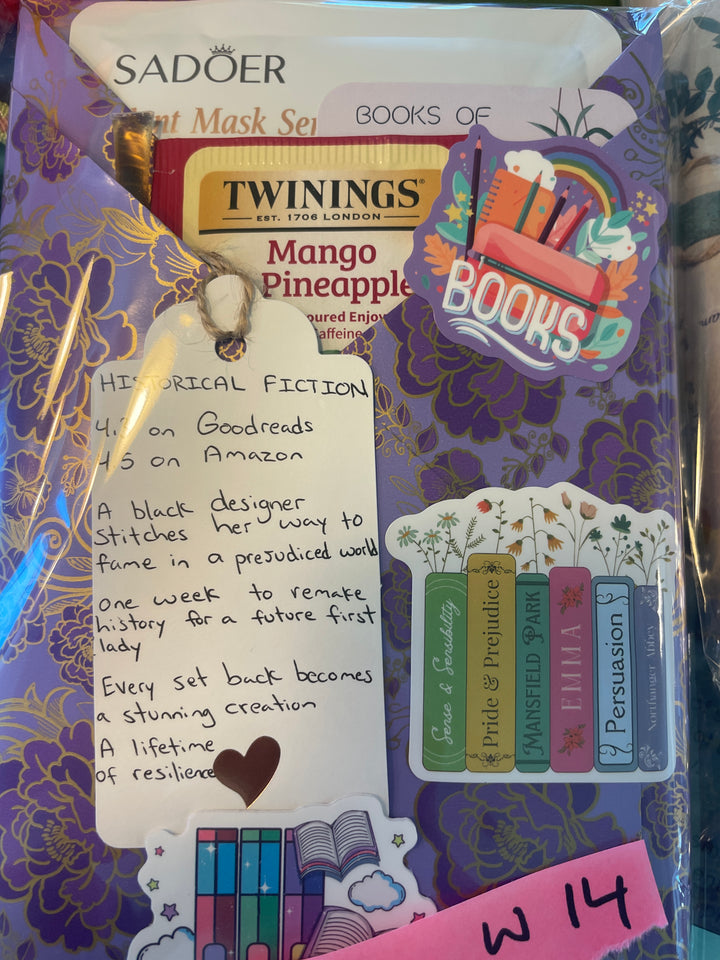 SADOER
Mask
BOOKS OF
TWININGS®
EST. 1706 LONDON
Mango
Pineapple
BOOKS
HISTORICAL FICTION
on Goodreads
on Amazon
A black designer
stitches her way to
fame in a prejudiced world
one week to remake
history for a future first
lady
Every set back becomes
a stunning creation
A lifetime
of resilience
Sense & Sensibility
Pride & Prejudice
MANSFIELD PARK
EMMA
Persuasion
Northanger Abbey
W 14